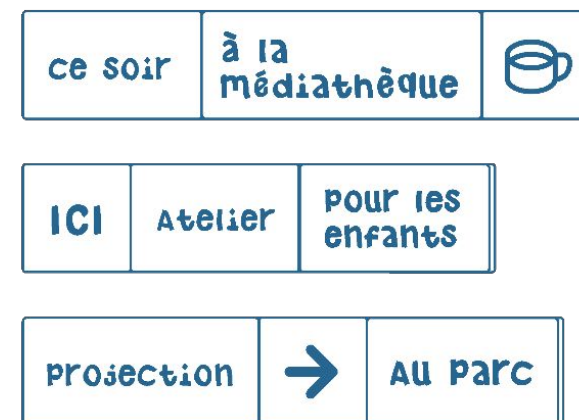 ce soir
à la
médiathèque
ICI
Atelier
pour les
enfants
projection
→
Au parc